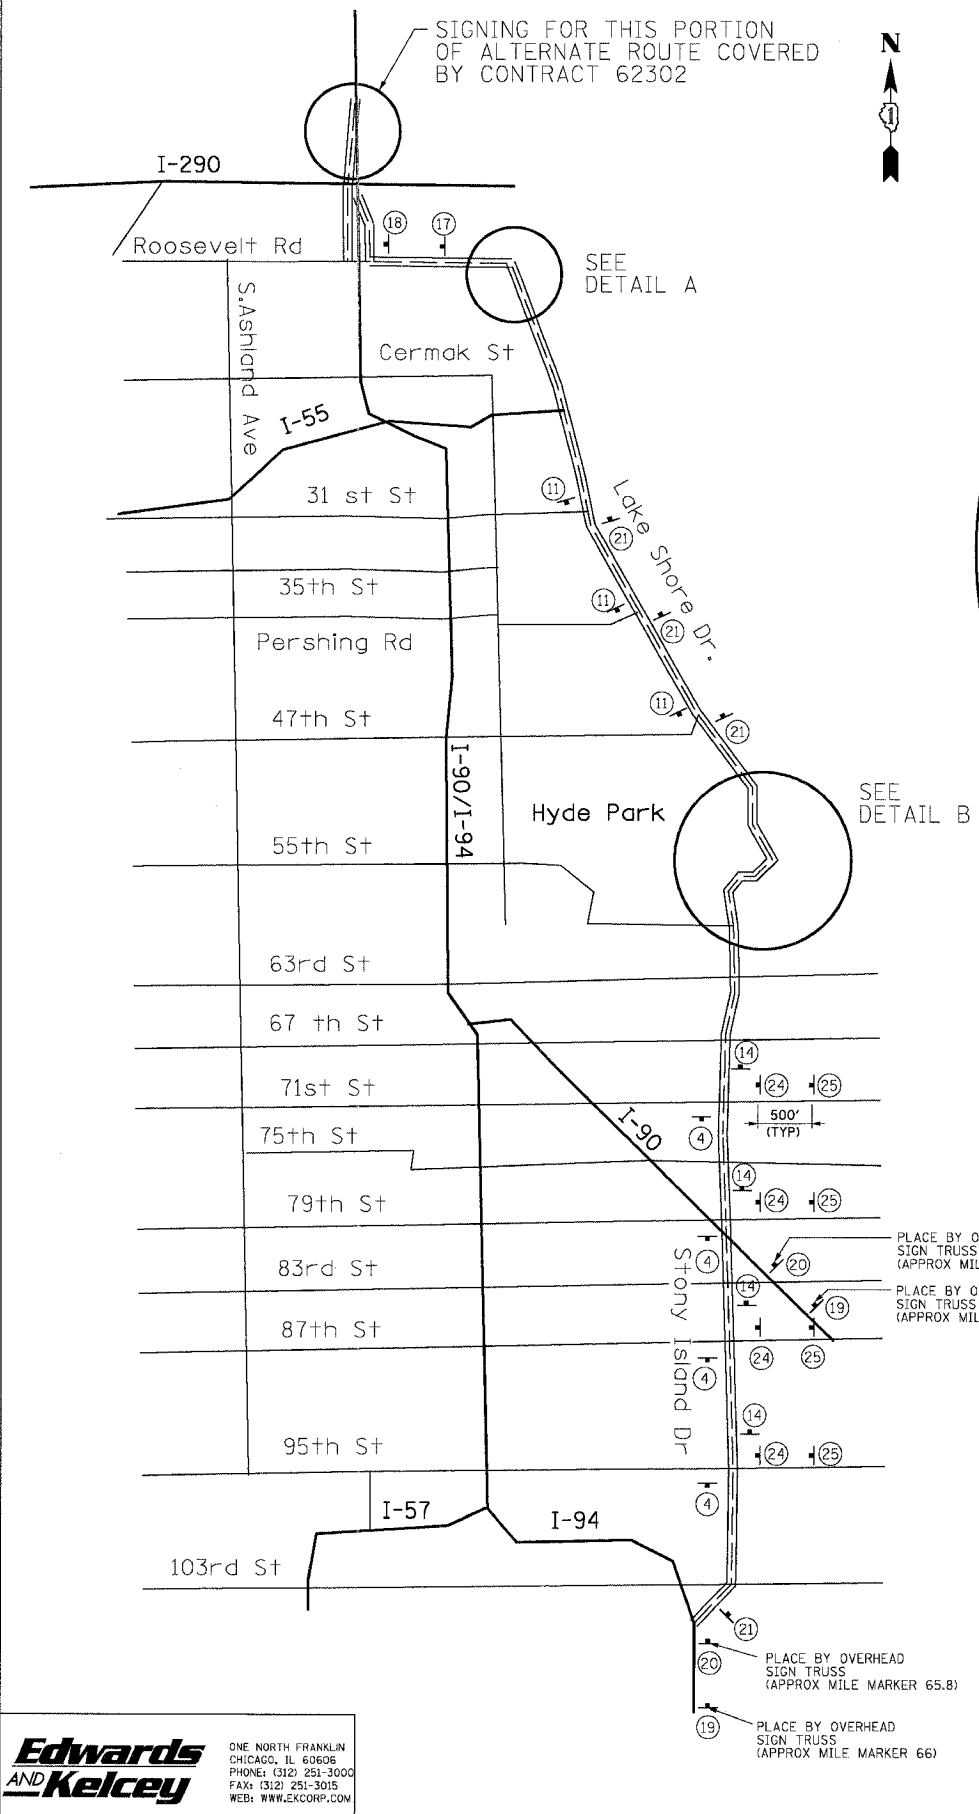 SIGNING FOR THIS PORTION
OF ALTERNATE ROUTE COVERED
BY CONTRACT 62302
N
1
I-290
18
17
Roosevelt Rd
SEE
DETAIL A
S.Ashland Ave
Cermak St
I-55
31 st St
11
Lake Shore Dr.
21
35th St
11
21
Pershing Rd
47th St
11
21
I-90/I-94
Hyde Park
SEE
DETAIL B
55th St
63rd St
67 th St
14
71st St
24
25
500'
(TYP)
75th St
4
I-90
14
79th St
24
25
PLACE BY
SIGN TRUSS
(APPROX
4
20
83rd St
Stony Island Dr
14
PLACE BY
SIGN TRUSS
(APPROX
19
87th St
24
25
4
14
95th St
24
25
4
I-57
I-94
103rd St
21
20
PLACE BY OVERHEAD
SIGN TRUSS
(APPROX MILE MARKER 65.8)
19
PLACE BY OVERHEAD
SIGN TRUSS
(APPROX MILE MARKER 66)
Edwards
AND Kelcey
ONE NORTH FRANKLIN
CHICAGO, IL 60606
PHONE: (312) 251-3000
FAX: (312) 251-3015
WEB: WWW.EKCORP.COM